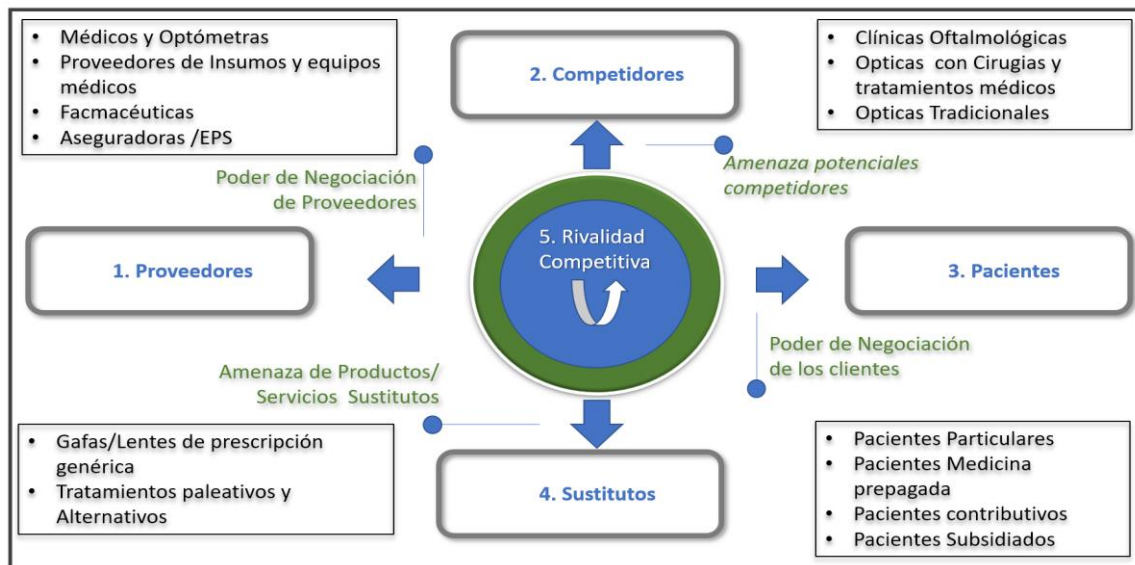 • Médicos y Optómetras
• Proveedores de Insumos y equipos
médicos
• Facmacéuticas
• Aseguradoras /EPS
2. Competidores
• Clínicas Oftalmológicas
• Opticas con Cirugias y
tratamientos médicos
• Opticas Tradicionales
Poder de Negociación
de Proveedores
Amenaza potenciales
competidores
1. Proveedores
5. Rivalidad
Competitiva
3. Pacientes
Amenaza de Productos/
Servicios Sustitutos
Poder de Negociación
de los clientes
• Gafas/Lentes de prescripción
genérica
• Tratamientos paleativos y
Alternativos
4. Sustitutos
• Pacientes Particulares
• Pacientes Medicina
prepagada
• Pacientes contributivos
• Pacientes Subsidiados